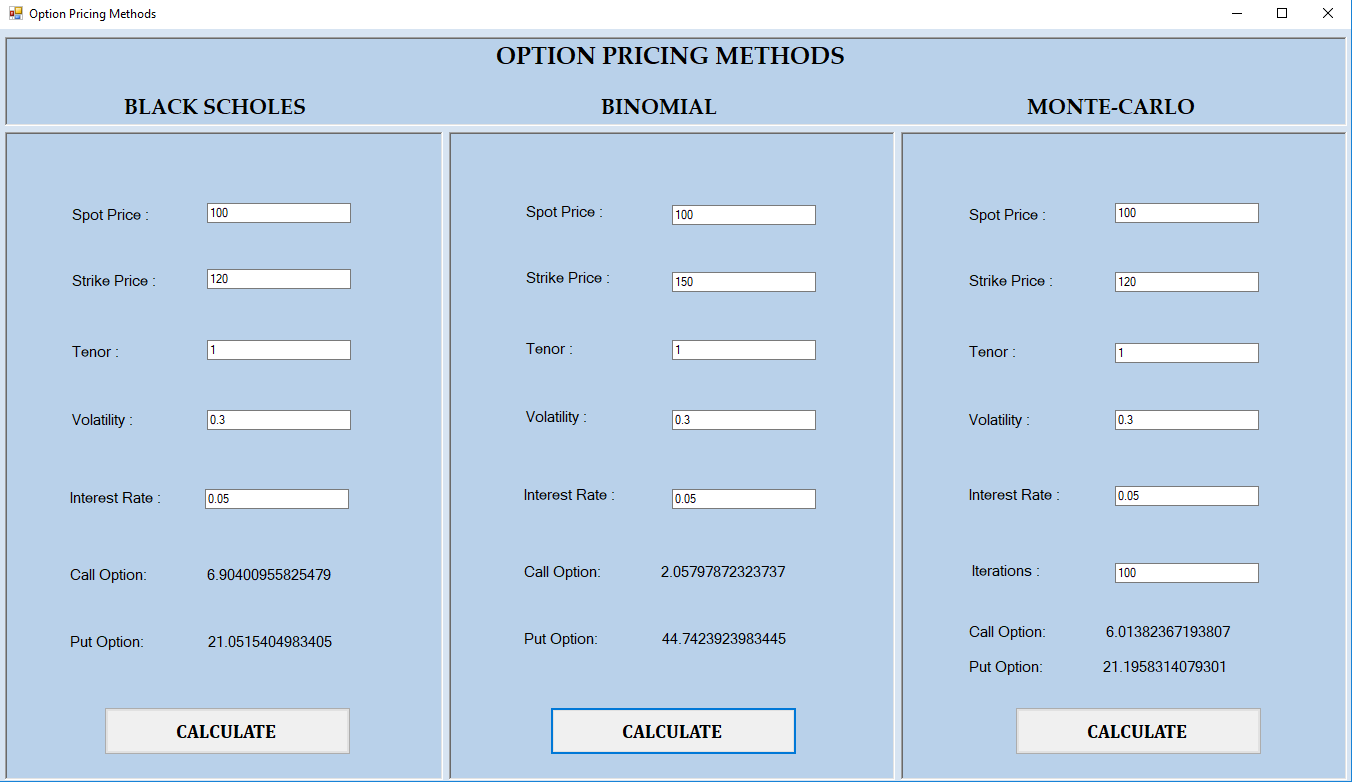 Option Pricing Methods
OPTION PRICING METHODS
BLACK SCHOLES
BINOMIAL
MONTE-CARLO
Spot Price :
100
Strike Price :
120
Tenor :
1
Volatility :
0.3
Interest Rate :
0.05
Call Option:
6.90400955825479
Put Option:
21.0515404983405
CALCULATE
Spot Price :
100
Strike Price :
150
Tenor :
1
Volatility :
0.3
Interest Rate :
0.05
Call Option:
2.05797872323737
Put Option:
44.7423923983445
CALCULATE
Spot Price :
100
Strike Price :
120
Tenor :
1
Volatility :
0.3
Interest Rate :
0.05
Iterations :
100
Call Option:
6.01382367193807
Put Option:
21.1958314079301
CALCULATE